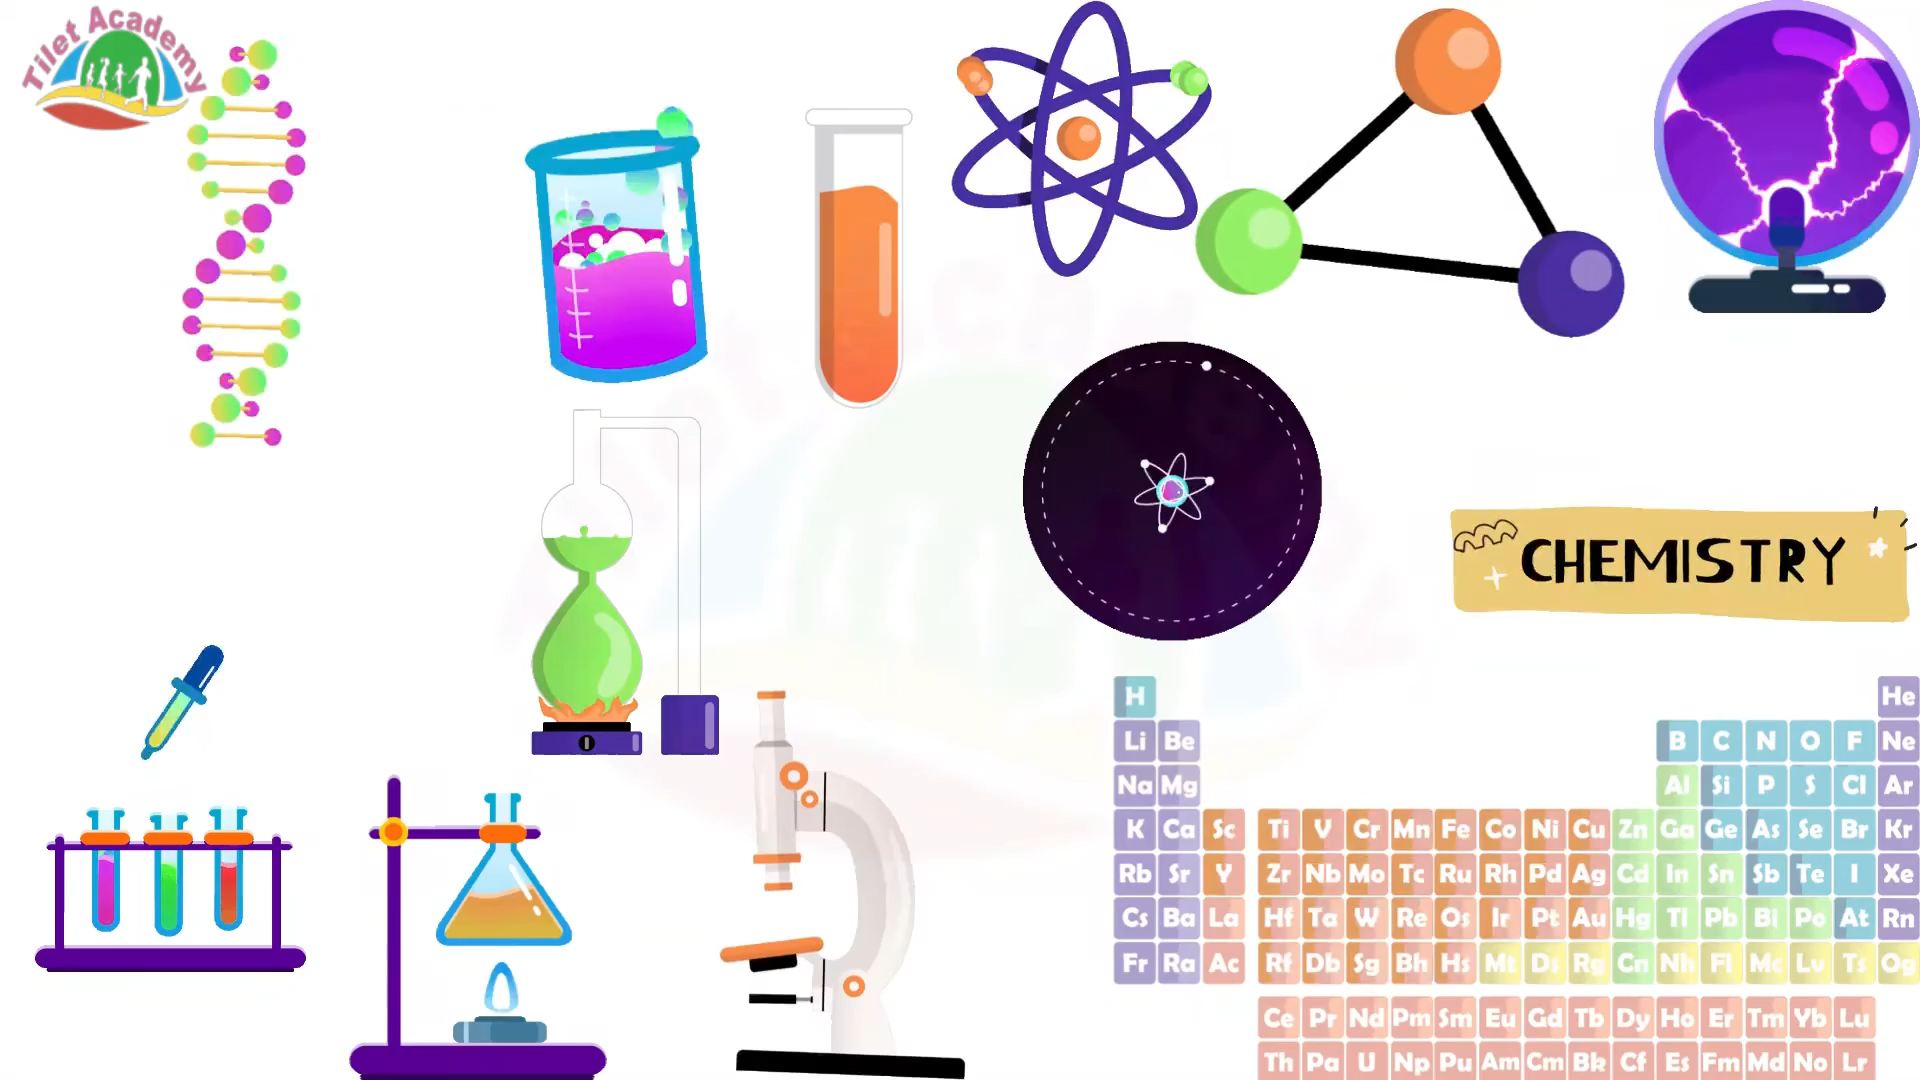 Tilet Academy
CHEMISTRY
H He
Li Be B C N O F Ne
Na Mg Al Si P S Cl Ar
K Ca Sc Ti V Cr Mn Fe Co Ni Cu Zn Ga Ge As Se Br Kr
Rb Sr Y Zr Nb Mo Tc Ru Rh Pd Ag Cd In Sn Sb Te I Xe
Cs Ba La Hf Ta W Re Os Ir Pt Au Hg Tl Pb Bi Po At Rn
Fr Ra Ac Rf Db Sg Bh Hs Mt Ds Rg Cn Nh Fl Mc Lv Ts Og
Ce Pr Nd Pm Sm Eu Gd Tb Dy Ho Er Tm Yb Lu
Th Pa U Np Pu Am Cm Bk Cf Es Fm Md No Lr